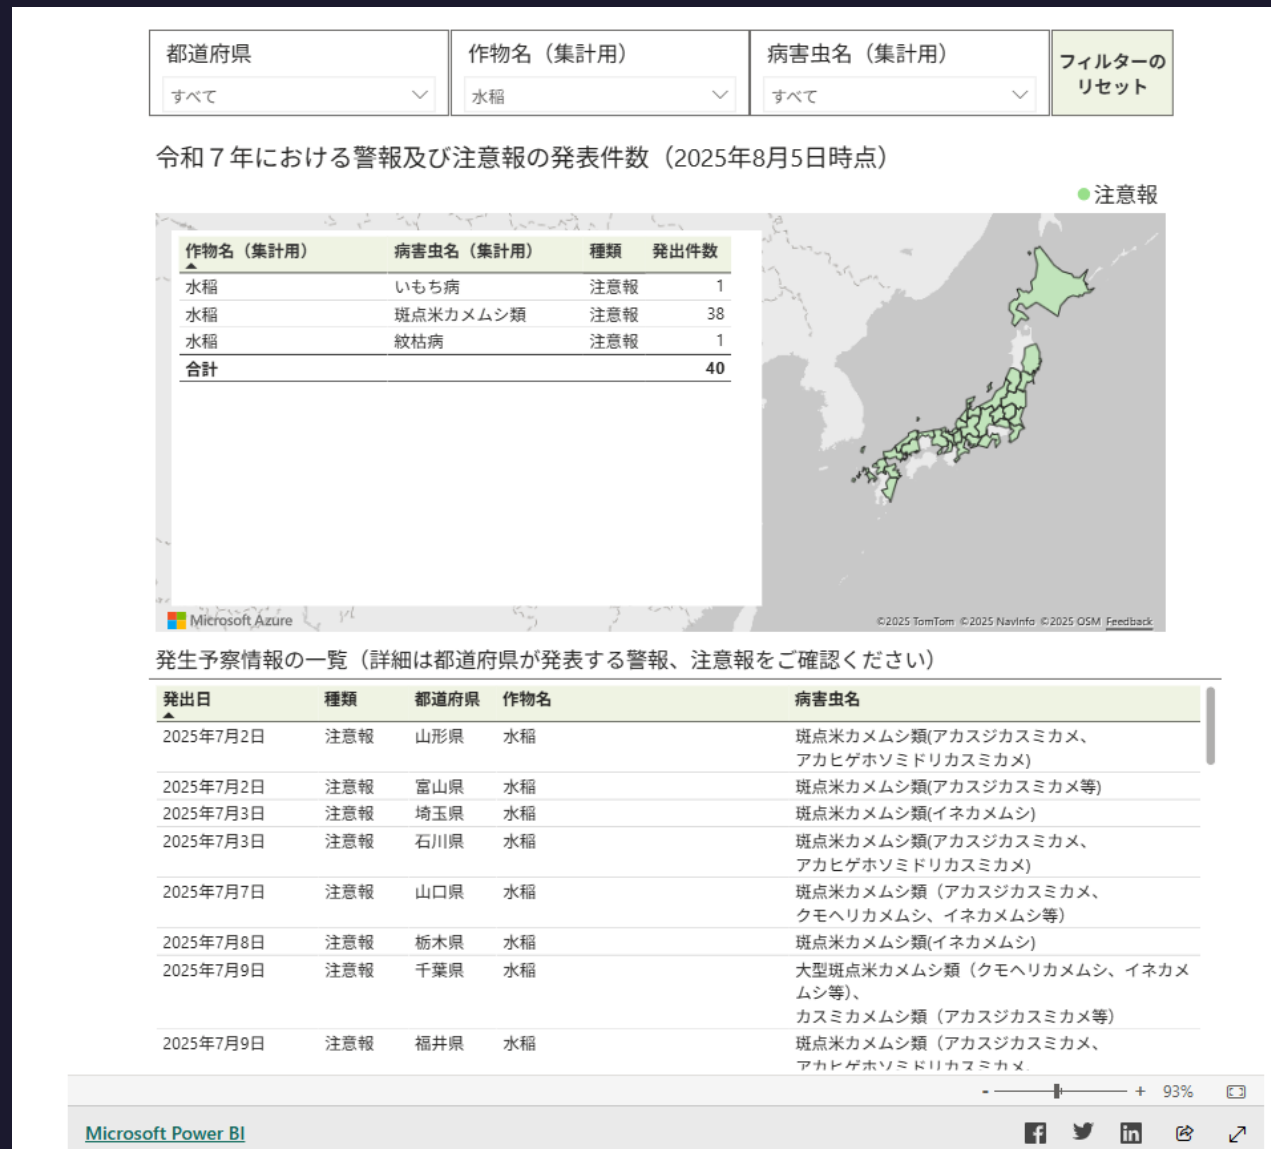 都道府県
すべて
作物名（集計用）
水稲
病害虫名（集計用）
すべて
フィルターの
リセット
令和７年における警報及び注意報の発表件数（2025年8月5日時点）
注意報
作物名（集計用） 病害虫名（集計用） 種類 発出件数
水稲 いもち病 注意報 1
水稲 斑点米カメムシ類 注意報 38
水稲 紋枯病 注意報 1
合計 40
Microsoft Azure
©2025 TomTom ©2025 NavInfo ©2025 OSM Feedback
発生予察情報の一覧（詳細は都道府県が発表する警報、注意報をご確認ください）
発出日 種類 都道府県 作物名 病害虫名
2025年7月2日 注意報 山形県 水稲 斑点米カメムシ類(アカスジカスミカメ、
アカヒゲホソミドリカスミカメ)
2025年7月2日 注意報 富山県 水稲 斑点米カメムシ類(アカスジカスミカメ等)
2025年7月3日 注意報 埼玉県 水稲 斑点米カメムシ類(イネカメムシ)
2025年7月3日 注意報 石川県 水稲 斑点米カメムシ類(アカスジカスミカメ、
アカヒゲホソミドリカスミカメ)
2025年7月7日 注意報 山口県 水稲 斑点米カメムシ類（アカスジカスミカメ、
クモヘリカメムシ、イネカメムシ等）
2025年7月8日 注意報 栃木県 水稲 斑点米カメムシ類(イネカメムシ)
2025年7月9日 注意報 千葉県 水稲 大型斑点米カメムシ類（クモヘリカメムシ、イネカメ
ムシ等）、
カスミカメムシ類（アカスジカスミカメ等）
2025年7月9日 注意報 福井県 水稲 斑点米カメムシ類（アカスジカスミカメ、
アカヒゲホソミドリカスミカメ、
- + 93%
Microsoft Power BI